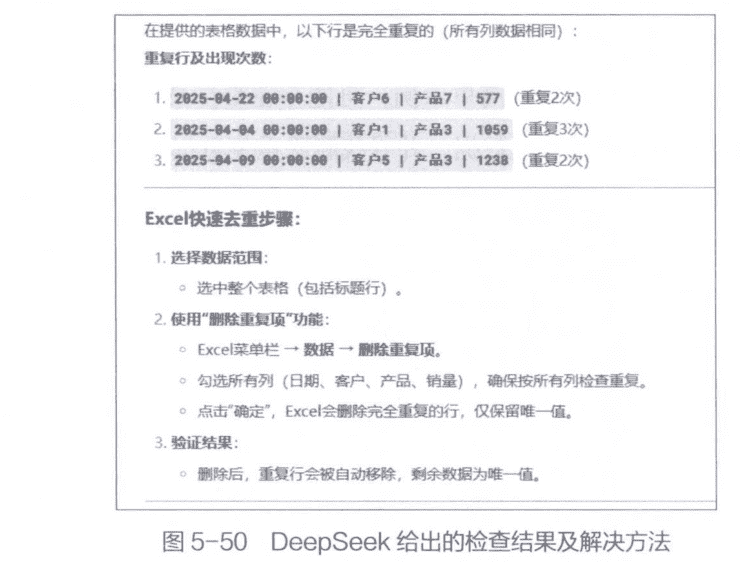 在提供的表格数据中，以下行是完全重复的（所有列数据相同）：
重复行及出现次数：
1. 2025-04-22 00:00:00 | 客户6 | 产品7 | 577 （重复2次）
2. 2025-04-04 00:00:00 | 客户1 | 产品3 | 1059 （重复3次）
3. 2025-04-09 00:00:00 | 客户5 | 产品3 | 1238 （重复2次）
Excel快速去重步骤：
1. 选择数据范围：
○ 选中整个表格（包括标题行）。
2. 使用“删除重复项”功能：
○ Excel菜单栏 → 数据 → 删除重复项。
○ 勾选所有列（日期、客户、产品、销量），确保按所有列检查重复。
○ 点击“确定”，Excel会删除完全重复的行，仅保留唯一值。
3. 验证结果：
○ 删除后，重复行会被自动移除，剩余数据为唯一值。
图 5-50 DeepSeek 给出的检查结果及解决方法